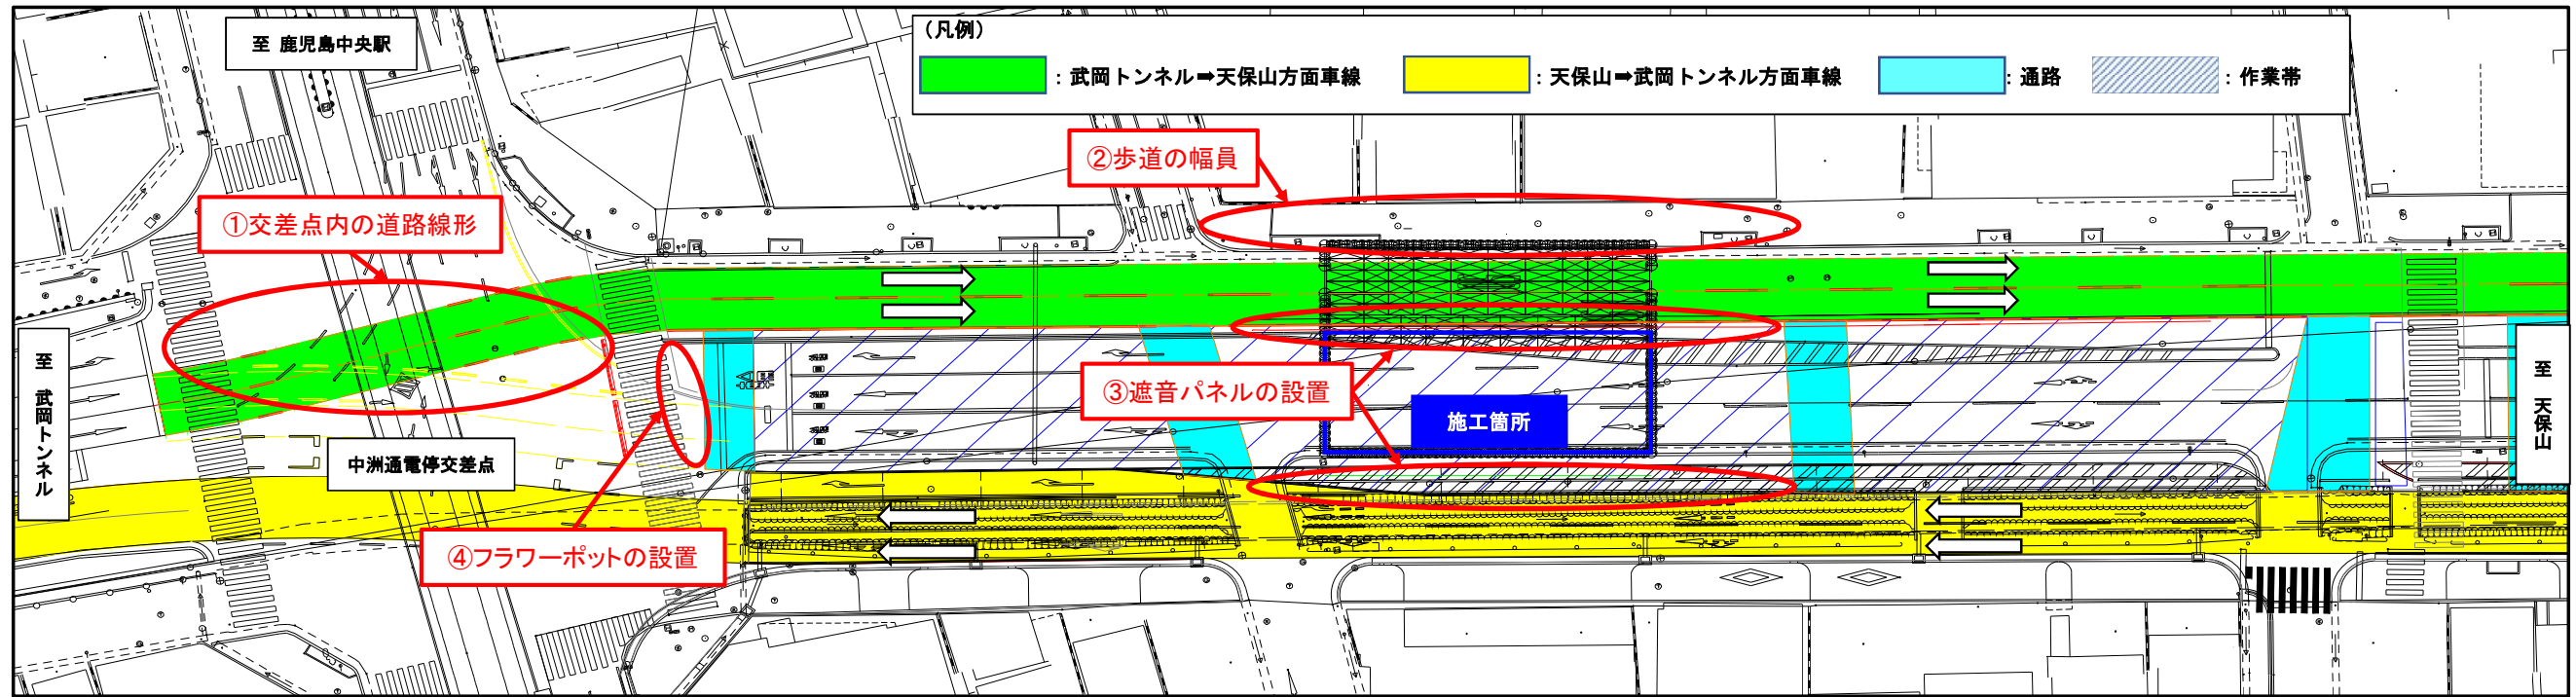 至 鹿児島中央駅
(凡例)
：武岡トンネル➡天保山方面車線
：天保山➡武岡トンネル方面車線
：通路
：作業帯
②歩道の幅員
①交差点内の道路線形
至 武岡トンネル
③遮音パネルの設置
施工箇所
至 天保山
中洲通電停交差点
④フラワーポットの設置